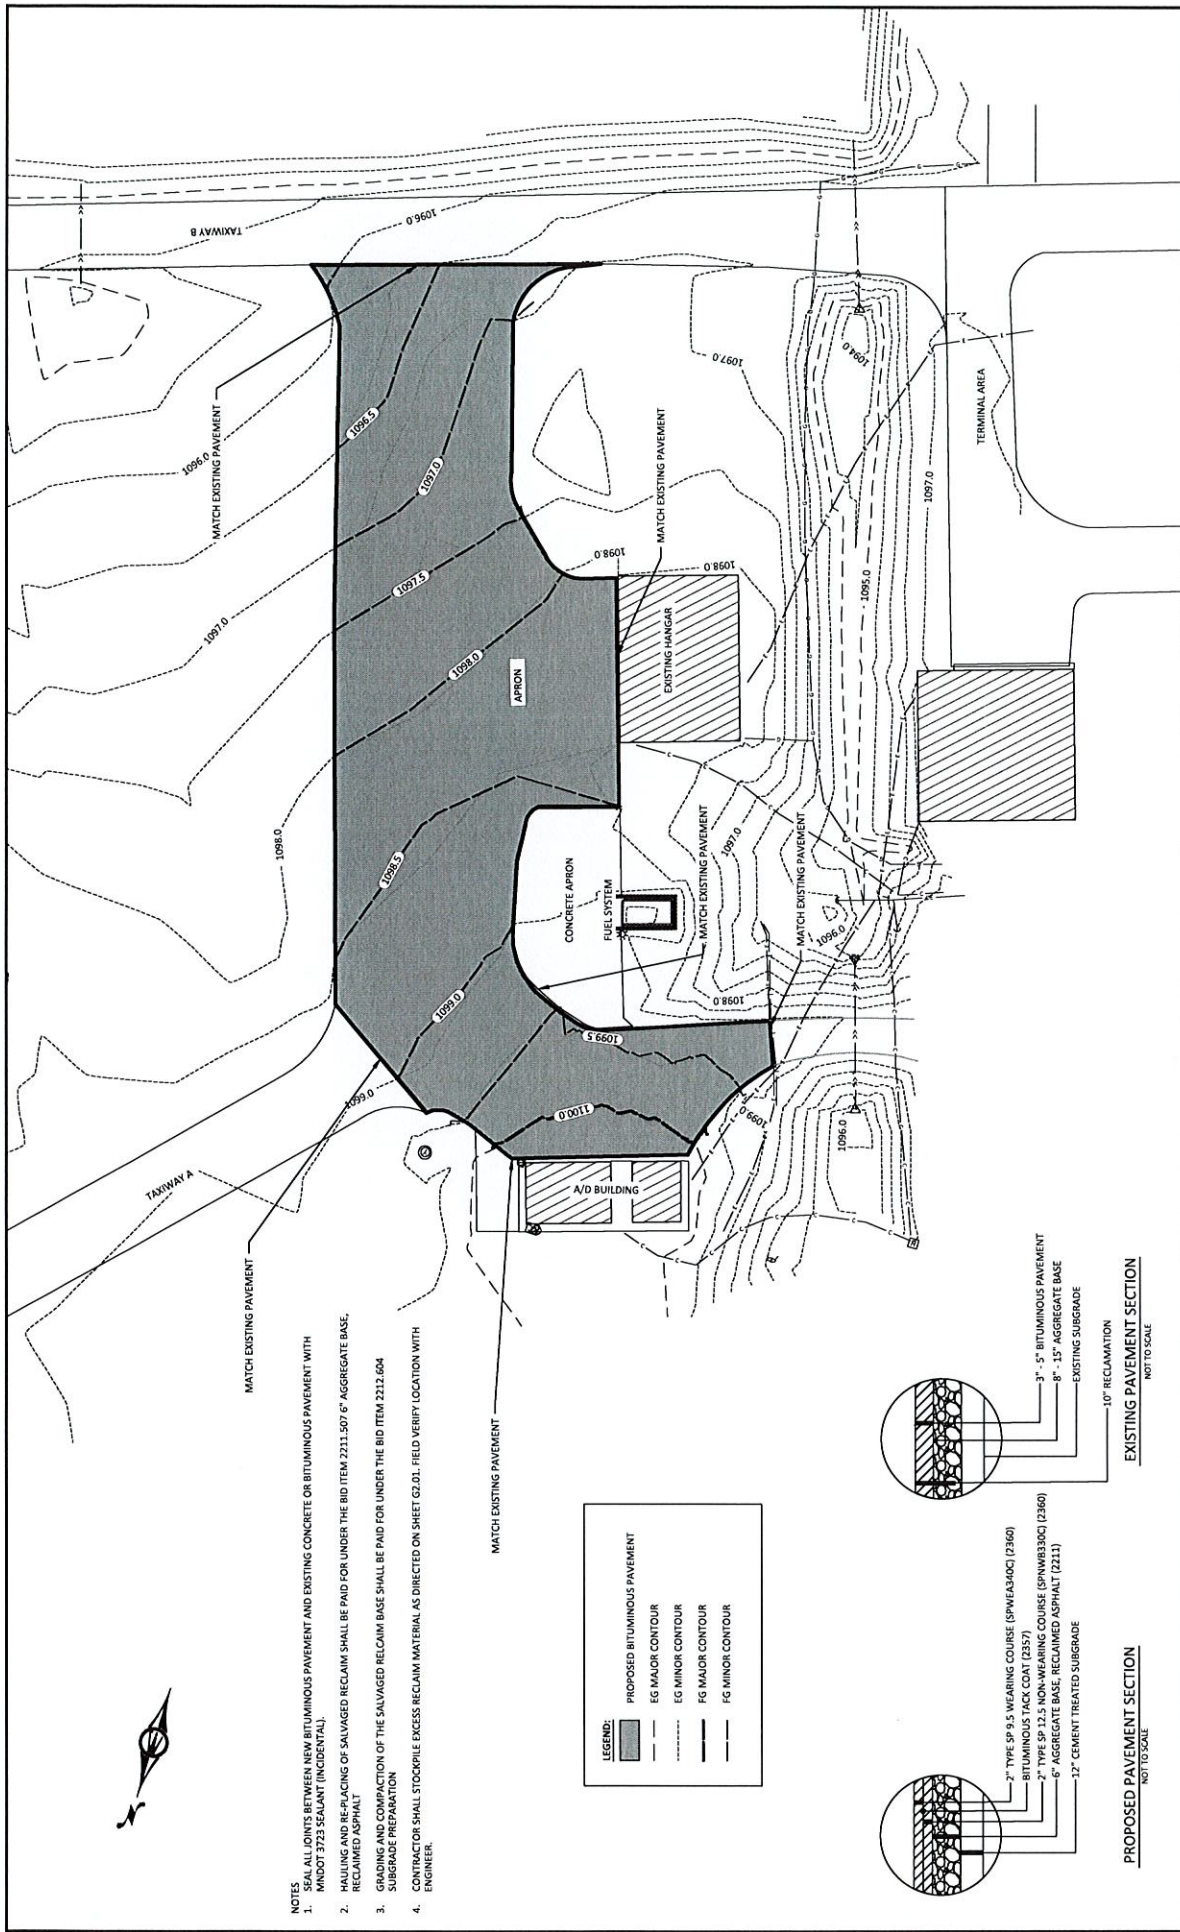 NOTES
1. SEAL ALL JOINTS BETWEEN NEW BITUMINOUS PAVEMENT AND EXISTING CONCRETE OR BITUMINOUS PAVEMENT WITH
MNDOT 3723 SEALANT (INCIDENTAL).
2. HAULING AND RE-PLACING OF SALVAGED RECLAIM SHALL BE PAID FOR UNDER THE BID ITEM 2211.507 6" AGGREGATE BASE,
RECLAIMED ASPHALT
3. GRADING AND COMPACTION OF THE SALVAGED RELCAIM BASE SHALL BE PAID FOR UNDER THE BID ITEM 2212.604
SUBGRADE PREPARATION
4. CONTRACTOR SHALL STOCKPILE EXCESS RECLAIM MATERIAL AS DIRECTED ON SHEET G2.01. FIELD VERIFY LOCATION WITH
ENGINEER.
LEGEND:
PROPOSED BITUMINOUS PAVEMENT
EG MAJOR CONTOUR
EG MINOR CONTOUR
FG MAJOR CONTOUR
FG MINOR CONTOUR
2" TYPE SP 9.5 WEARING COURSE (SPWEA340C) (2360)
BITUMINOUS TACK COAT (2357)
2" TYPE SP 12.5 NON-WEARING COURSE (SPNWB330C) (2360)
6" AGGREGATE BASE, RECLAIMED ASPHALT (2211)
12" CEMENT TREATED SUBGRADE
PROPOSED PAVEMENT SECTION
NOT TO SCALE
3" - 5" BITUMINOUS PAVEMENT
8" - 15" AGGREGATE BASE
EXISTING SUBGRADE
10" RECLAMATION
EXISTING PAVEMENT SECTION
NOT TO SCALE
MATCH EXISTING PAVEMENT
MATCH EXISTING PAVEMENT
TAXIWAY A
1099.0
A/D BUILDING
1100.0
1099.5
1099.0
1099.0
1096.0
1098.0
1098.5
CONCRETE APRON
FUEL SYSTEM
MATCH EXISTING PAVEMENT
MATCH EXISTING PAVEMENT
1098.0
1097.0
1096.0
1097.0
1098.0
APRON
EXISTING HANGAR
1097.5
1098.0
1098.0
1095.0
MATCH EXISTING PAVEMENT
1096.0
1096.5
1097.0
MATCH EXISTING PAVEMENT
1097.0
1094.0
1097.0
TERMINAL AREA
TAXIWAY B
1096.0
N